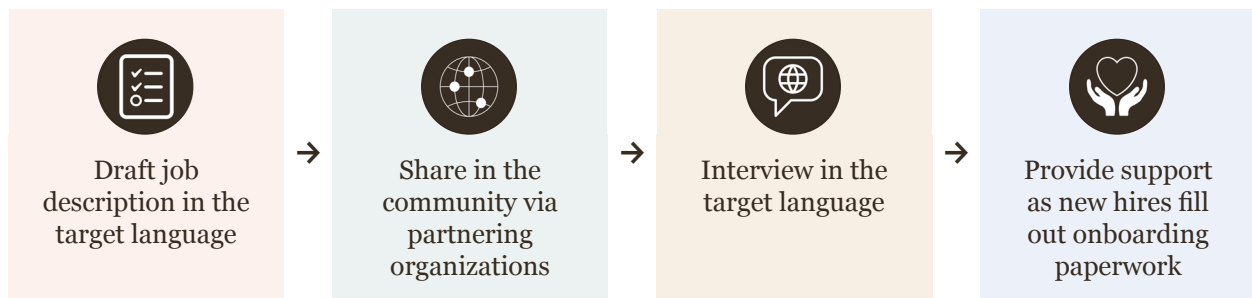 Draft job
description in the
target language
Share in the
community via
partnering
organizations
Interview in the
target language
Provide support
as new hires fill
out onboarding
paperwork